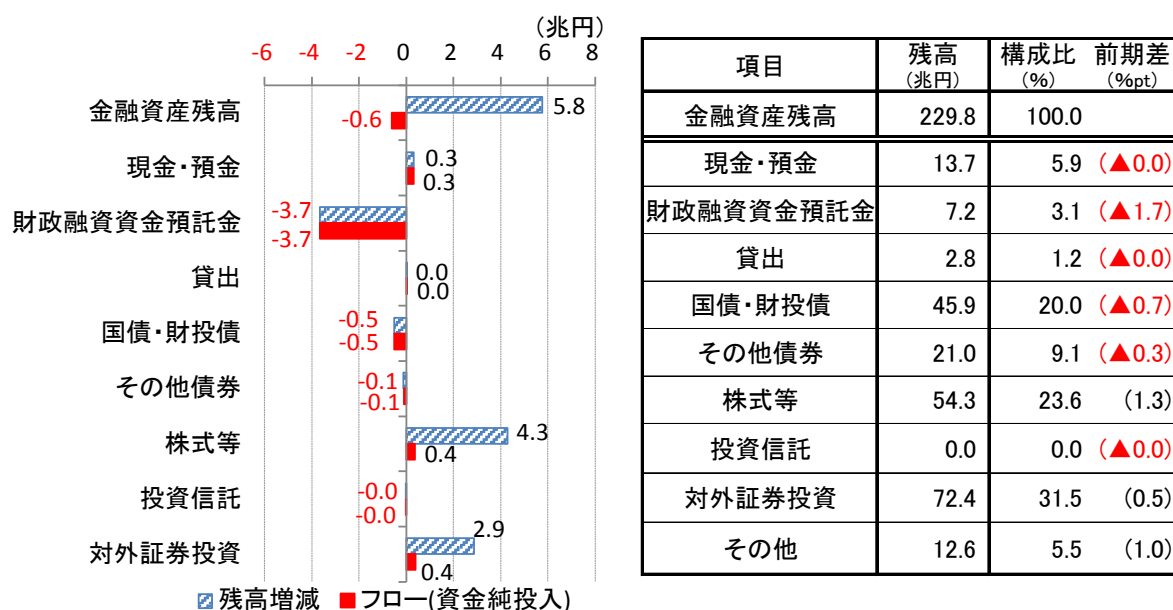 （兆円）
-6 -4 -2 0 2 4 6 8
金融資産残高 5.8
-0.6
現金・預金 0.3
0.3
財政融資資金預託金 -3.7
-3.7
貸出 0.0
0.0
国債・財投債 -0.5
-0.5
その他債券 -0.1
-0.1
株式等 4.3
0.4
投資信託 -0.0
-0.0
対外証券投資 2.9
0.4
残高増減 フロー(資金純投入)
項目 残高 構成比 前期差
（兆円） （%） （%pt）
金融資産残高 229.8 100.0
現金・預金 13.7 5.9 (▲0.0)
財政融資資金預託金 7.2 3.1 (▲1.7)
貸出 2.8 1.2 (▲0.0)
国債・財投債 45.9 20.0 (▲0.7)
その他債券 21.0 9.1 (▲0.3)
株式等 54.3 23.6 (1.3)
投資信託 0.0 0.0 (▲0.0)
対外証券投資 72.4 31.5 (0.5)
その他 12.6 5.5 (1.0)